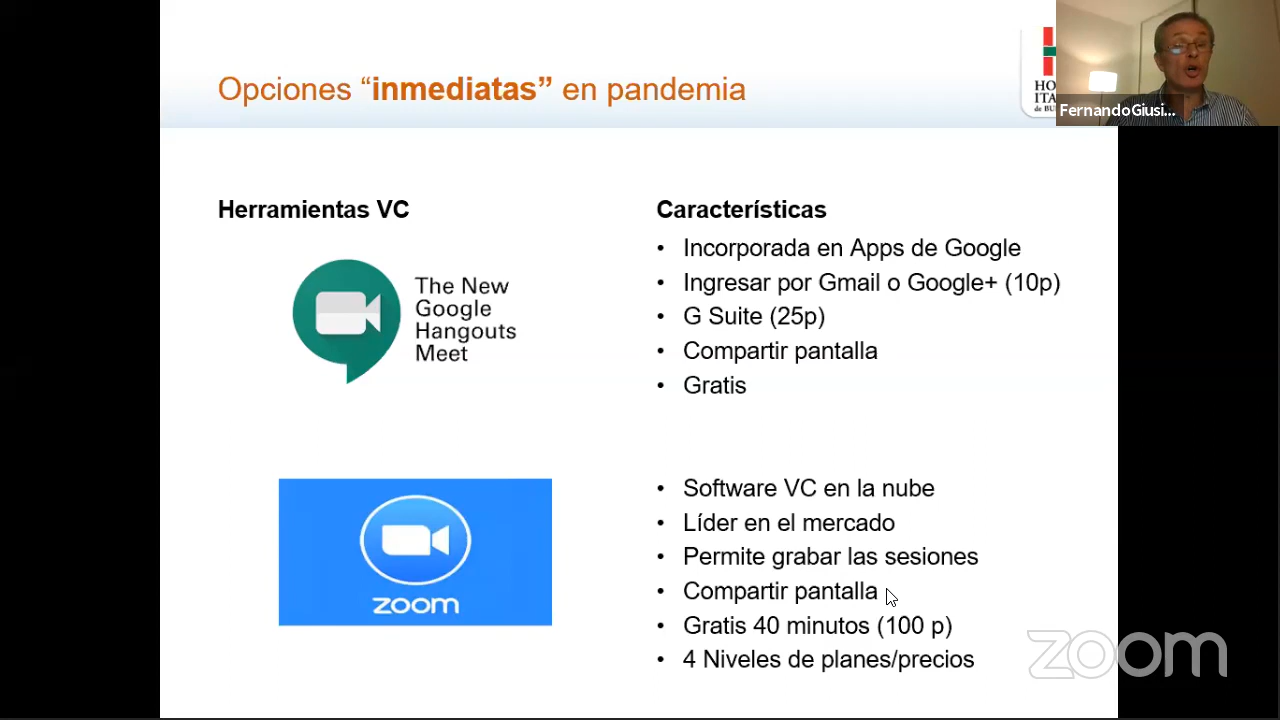 Opciones “inmediatas” en pandemia
HO
ITA
de BU
FernandoGiusi...
Herramientas VC
Características
The New
Google
Hangouts
Meet
• Incorporada en Apps de Google
• Ingresar por Gmail o Google+ (10p)
• G Suite (25p)
• Compartir pantalla
• Gratis
zoom
• Software VC en la nube
• Líder en el mercado
• Permite grabar las sesiones
• Compartir pantalla
• Gratis 40 minutos (100 p)
• 4 Niveles de planes/precios
zoom